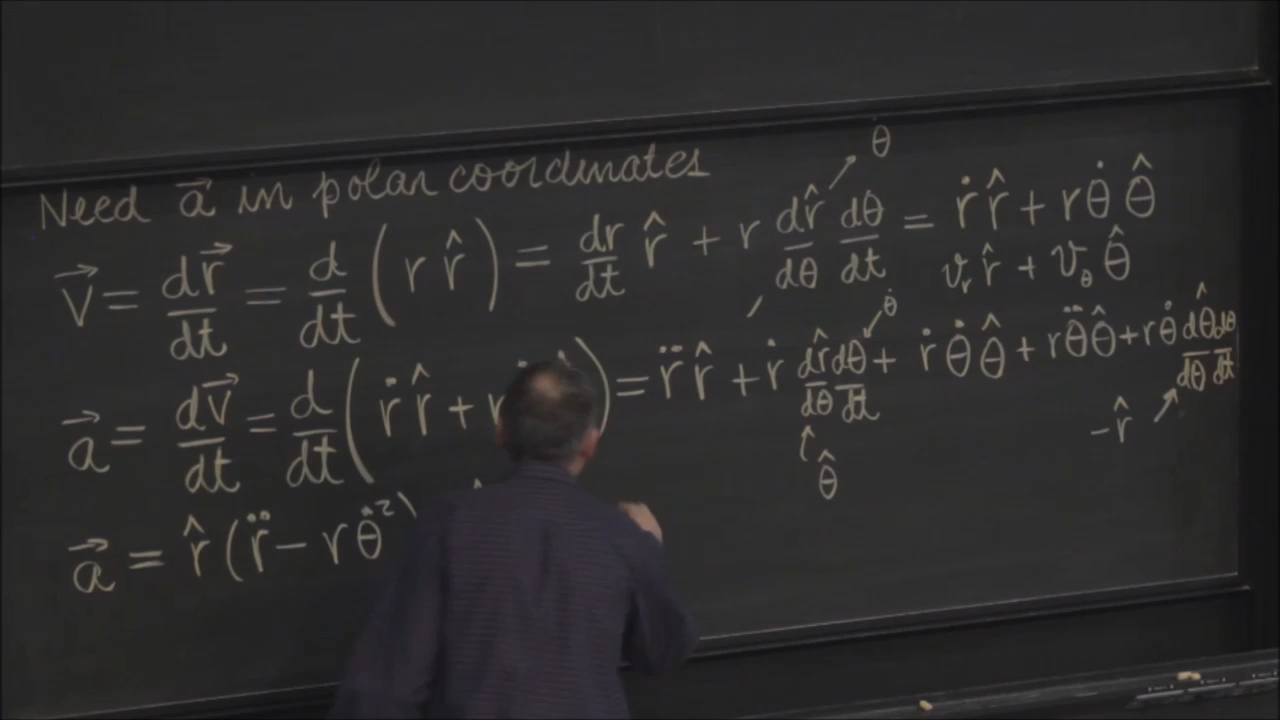 Need a⃗ in polar coordinates
θ
V⃗ = dr⃗/dt = d/dt (r r̂) = dr/dt r̂ + r dr̂/dθ dθ/dt = ṙ r̂ + r θ̇ θ̂
v_r r̂ + v_θ θ̂
θ̇
a⃗ = dv⃗/dt = d/dt (ṙ r̂ + r ) = r̈ r̂ + ṙ dr̂/dθ dθ/dt + ṙ θ̇ θ̂ + r θ̈ θ̂ + r θ̇ dθ̂/dθ dθ/dt
θ̂
-r̂
a⃗ = r̂ (r̈ - r θ̇²)